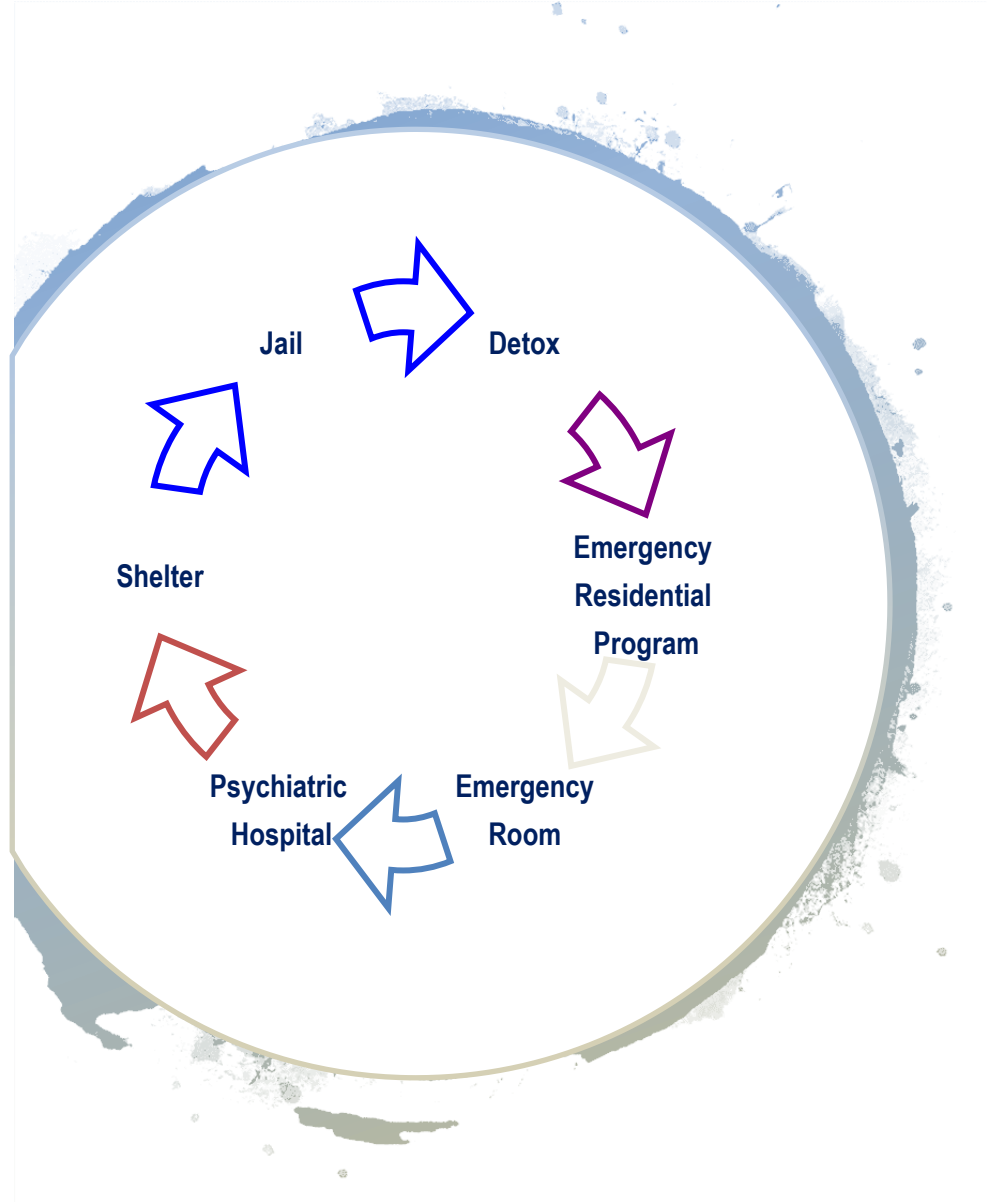 Jail
Detox
Emergency
Residential
Program
Emergency
Room
Psychiatric
Hospital
Shelter